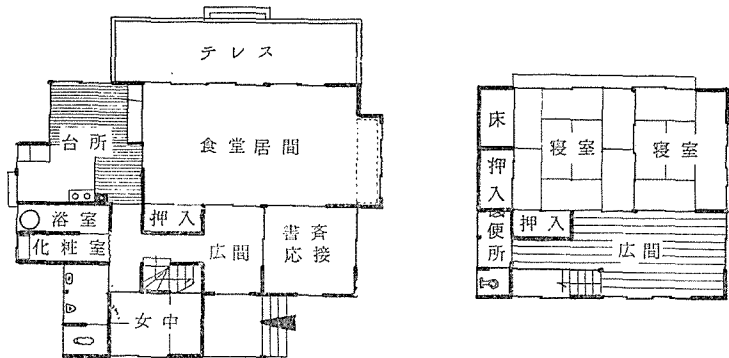 テレス
台所
食堂居間
浴室
押入
化粧室
広間
書斉
応接
女中
床
寝室
寝室
押入
便所
押入
広間